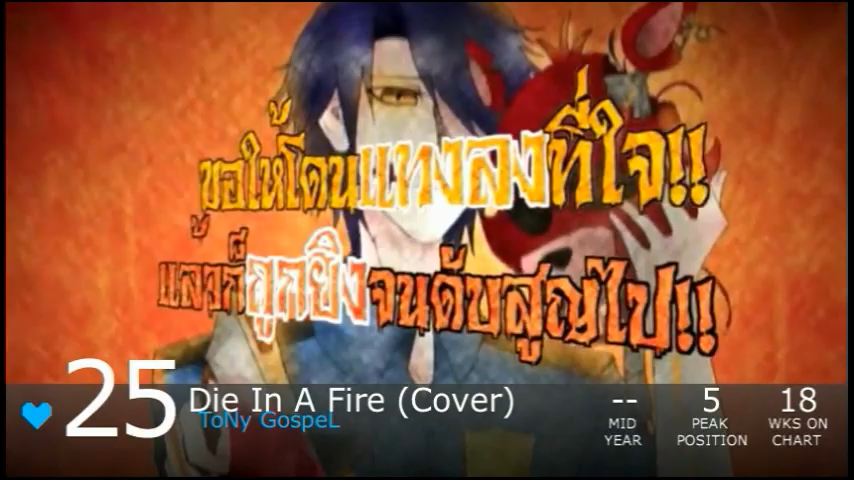 ขอให้โดนแทงลงที่ใจ!!
แล้วก็ถูกยิงจนดับสูญไป!!
25
Die In A Fire (Cover)
ToNy GospeL
--
MID
YEAR
5
PEAK
POSITION
18
WKS ON
CHART